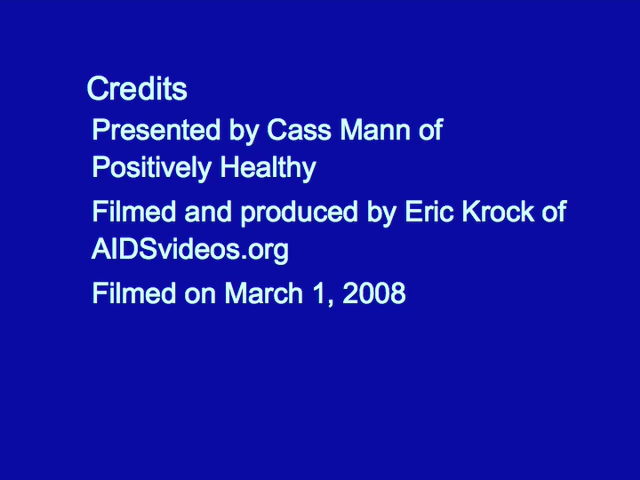 Credits
Presented by Cass Mann of
Positively Healthy
Filmed and produced by Eric Krock of
AIDSvideos.org
Filmed on March 1, 2008